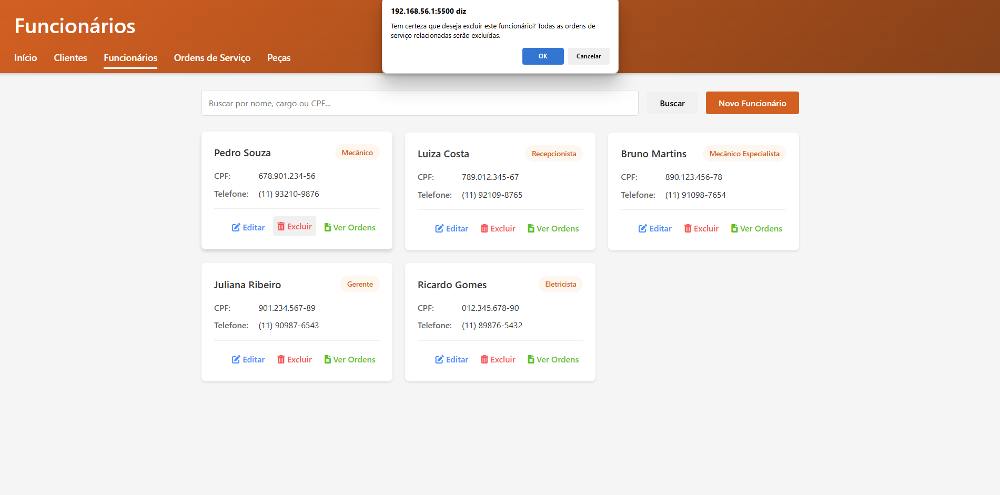 Funcionários
Início Clientes Funcionários Ordens de Serviço Peças
192.168.56.1:5500 diz
Tem certeza que deseja excluir este funcionário? Todas as ordens de
serviço relacionadas serão excluídas.
OK Cancelar
Buscar por nome, cargo ou CPF...
Buscar
Novo Funcionário
Pedro Souza
Mecânico
CPF: 678.901.234-56
Telefone: (11) 93210-9876
Editar Excluir Ver Ordens
Luiza Costa
Recepcionista
CPF: 789.012.345-67
Telefone: (11) 92109-8765
Editar Excluir Ver Ordens
Bruno Martins
Mecânico Especialista
CPF: 890.123.456-78
Telefone: (11) 91098-7654
Editar Excluir Ver Ordens
Juliana Ribeiro
Gerente
CPF: 901.234.567-89
Telefone: (11) 90987-6543
Editar Excluir Ver Ordens
Ricardo Gomes
Eletricista
CPF: 012.345.678-90
Telefone: (11) 89876-5432
Editar Excluir Ver Ordens